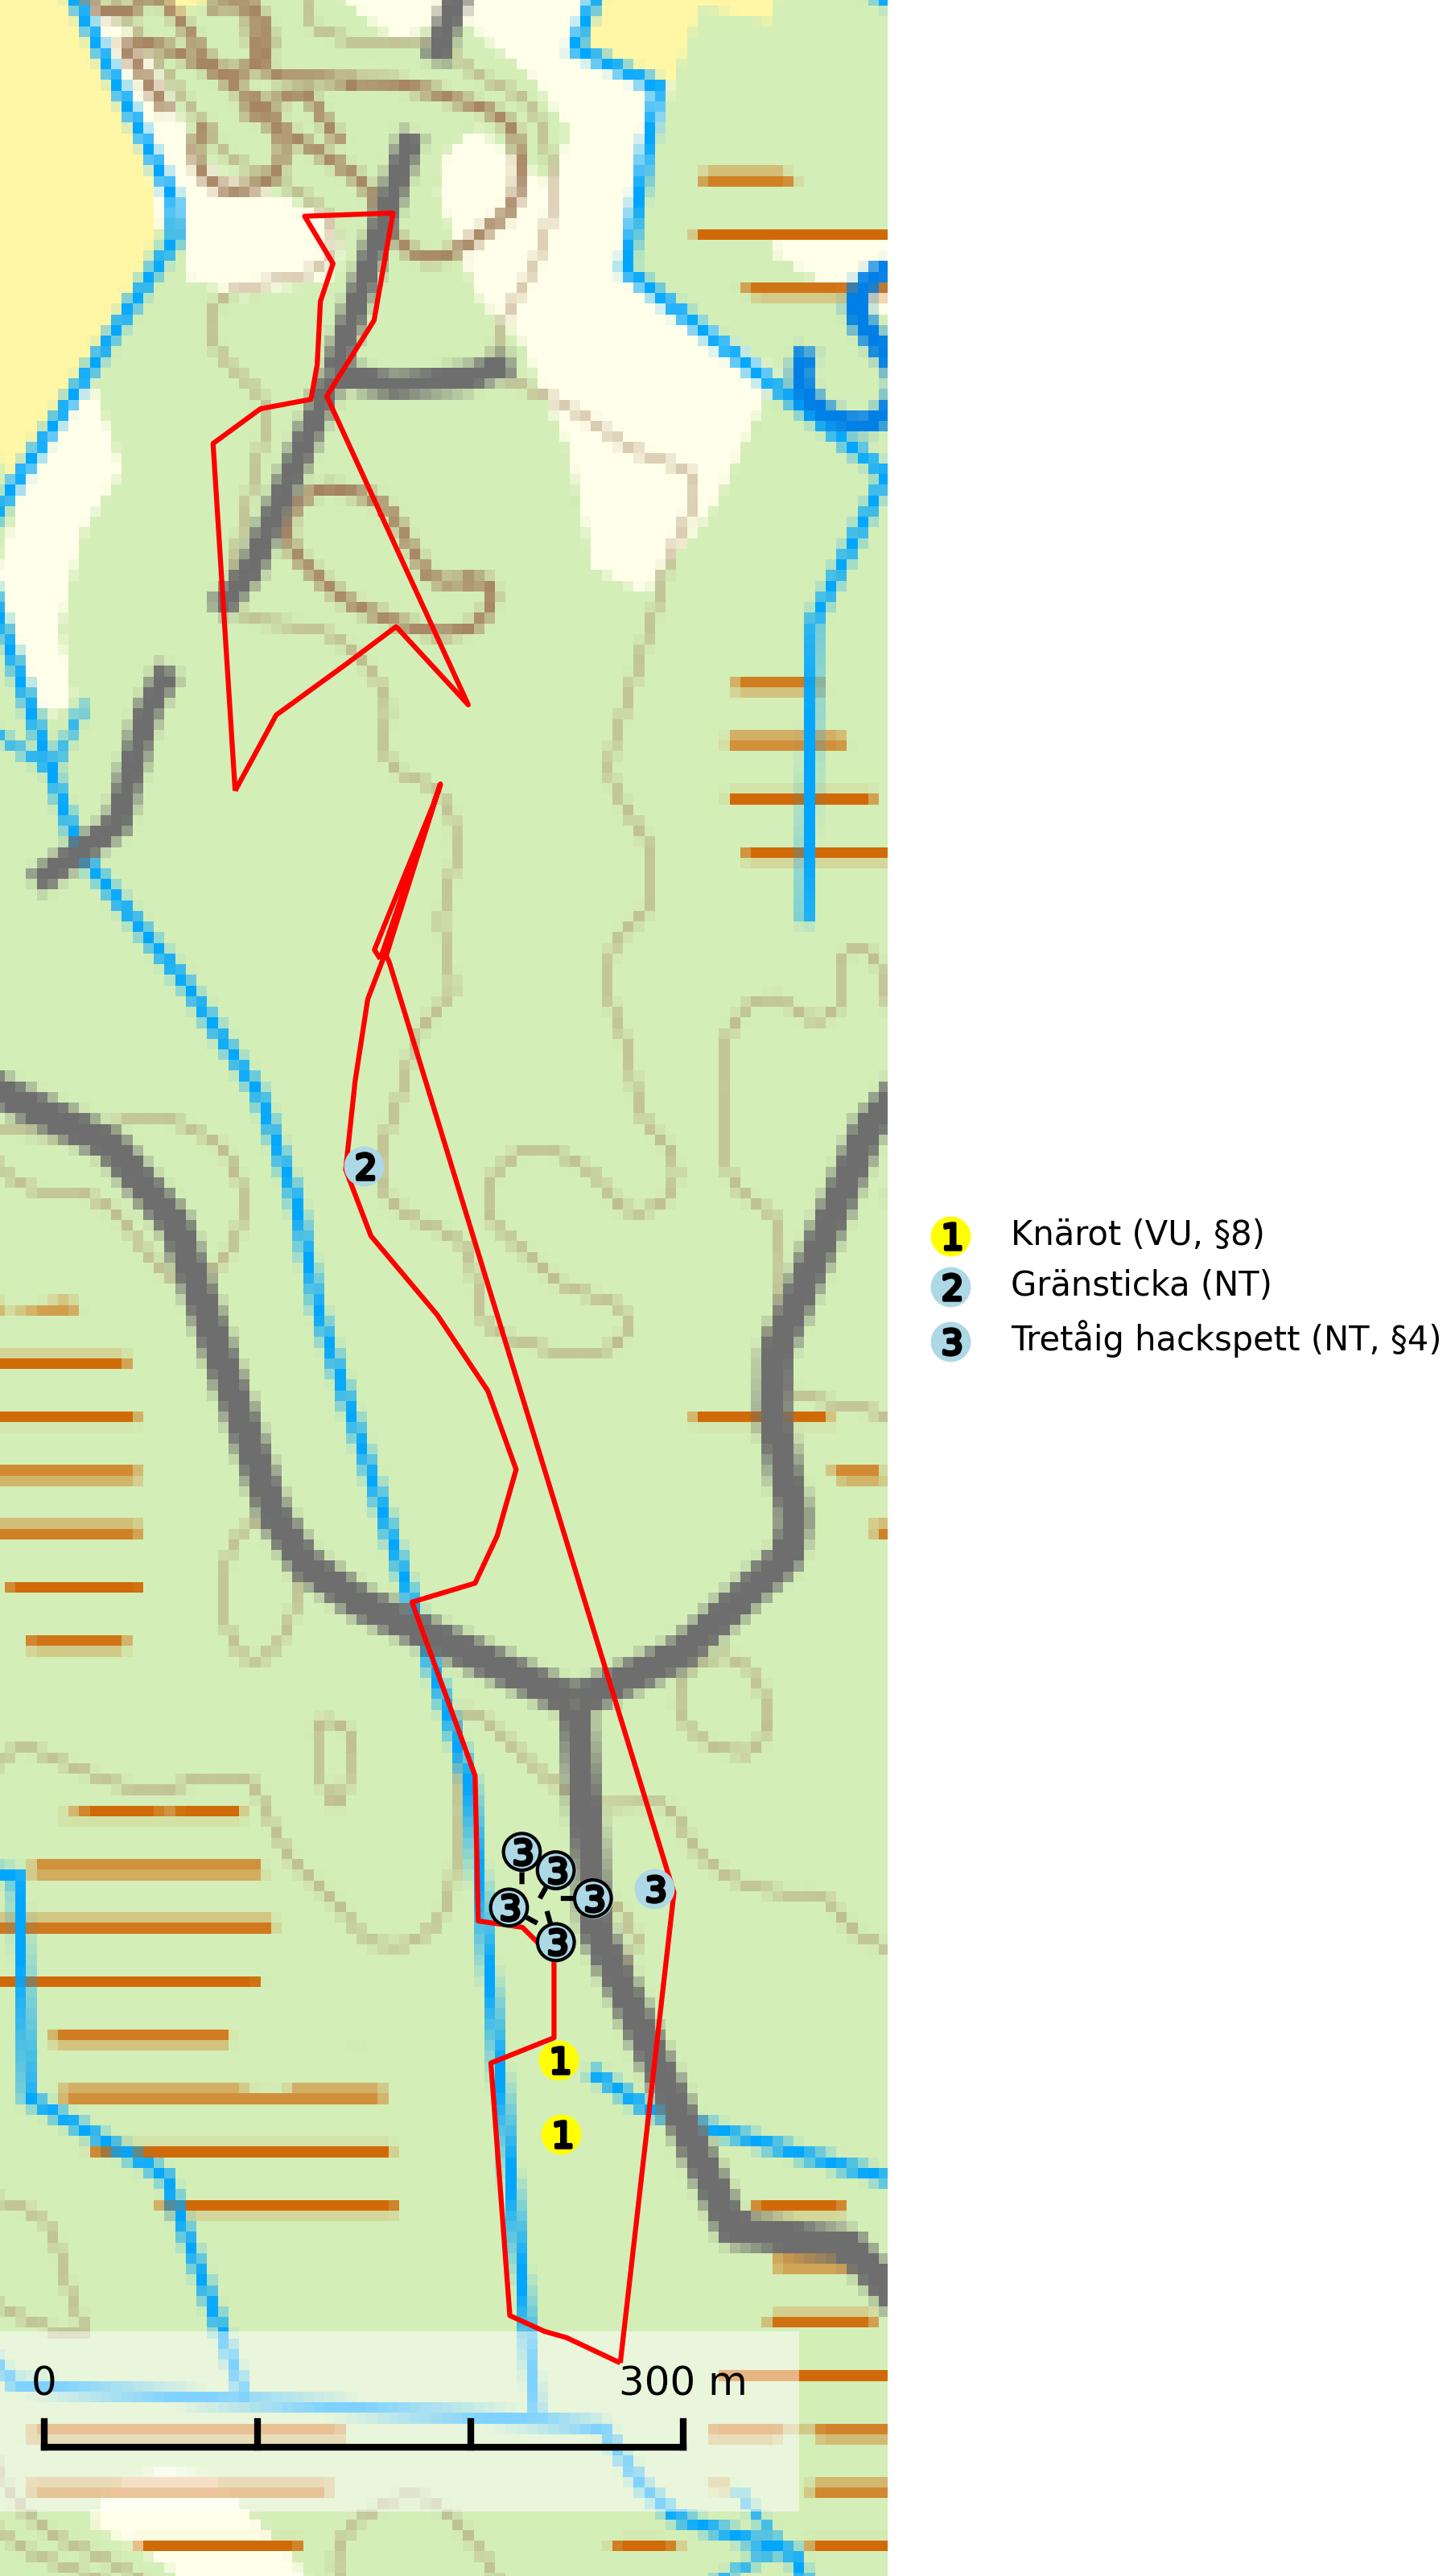 2
1 Knärot (VU, §8)
2 Gränsticka (NT)
3 Tretåig hackspett (NT, §4)
3
3
3
3
3
3
1
1
0 300 m